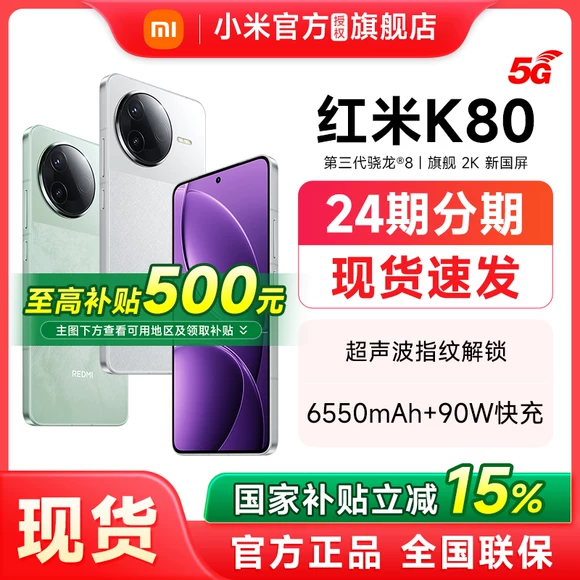 小米官方授权旗舰店
5G
红米K80
第三代骁龙®8 | 旗舰 2K 新国屏
24期分期
现货速发
至高补贴500元
主图下方查看可用地区及领取补贴 >>
超声波指纹解锁
6550mAh+90W快充
REDMI
国家补贴立减15%
现货
官方正品 全国联保